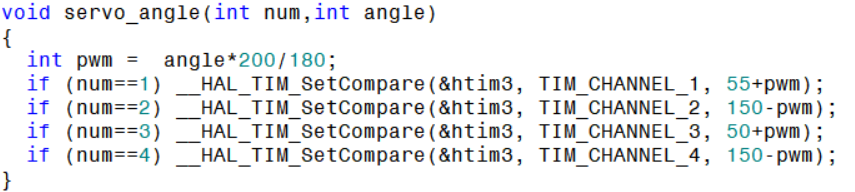 void servo_angle(int num,int angle)
{
  int pwm =  angle*200/180;
  if (num==1) __HAL_TIM_SetCompare(&htim3, TIM_CHANNEL_1, 55+pwm);
  if (num==2) __HAL_TIM_SetCompare(&htim3, TIM_CHANNEL_2, 150-pwm);
  if (num==3) __HAL_TIM_SetCompare(&htim3, TIM_CHANNEL_3, 50+pwm);
  if (num==4) __HAL_TIM_SetCompare(&htim3, TIM_CHANNEL_4, 150-pwm);
}